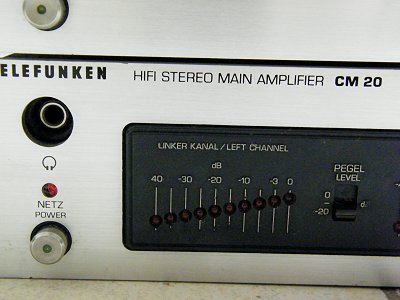 TELEFUNKEN HIFI STEREO MAIN AMPLIFIER CM 20
LINKER KANAL / LEFT CHANNEL
dB
40 -30 -20 -10 -3 0
PEGEL
LEVEL
0
-20
NETZ
POWER